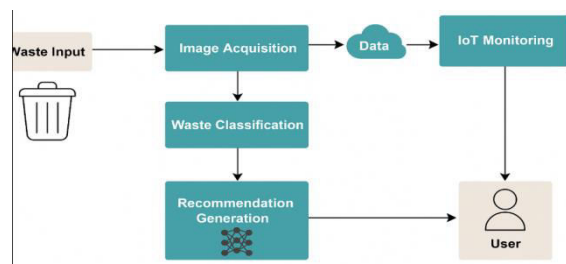 Waste Input
Image Acquisition
Data
IoT Monitoring
Waste Classification
Recommendation
Generation
User